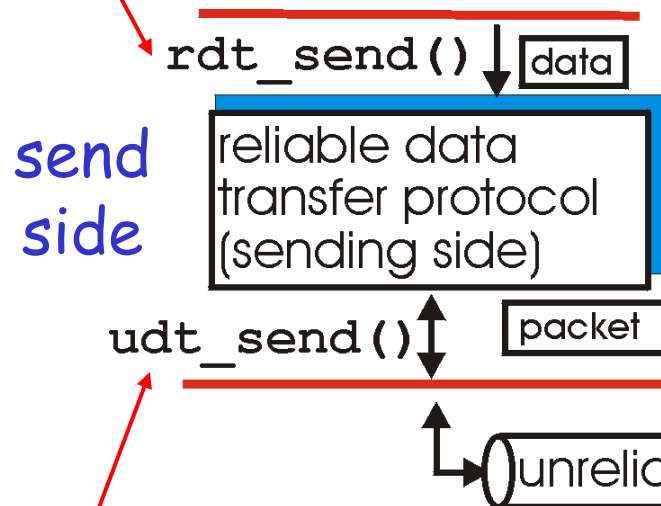 rdt_send()
data
send
side
reliable data
transfer protocol
(sending side)
udt_send()
packet